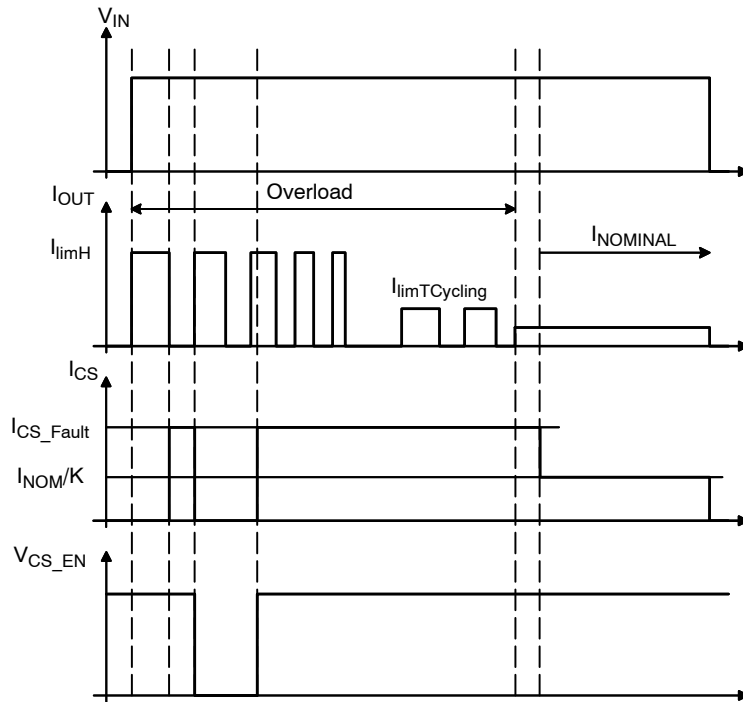 V_IN
I_OUT
Overload
I_limH
I_NOMINAL
I_limTCycling
I_CS
I_CS_Fault
I_NOM/K
V_CS_EN